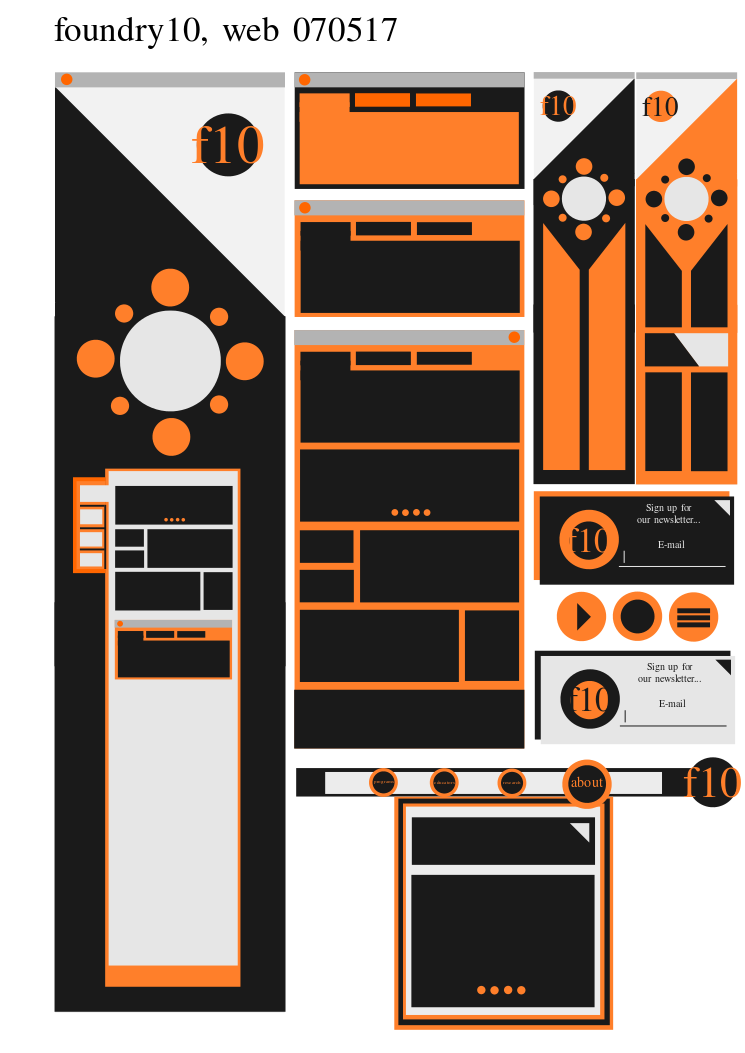 foundry10, web 070517
f10
f10
f10
Sign up for
our newsletter...
f10
E-mail
Sign up for
our newsletter...
f10
E-mail
about
f10